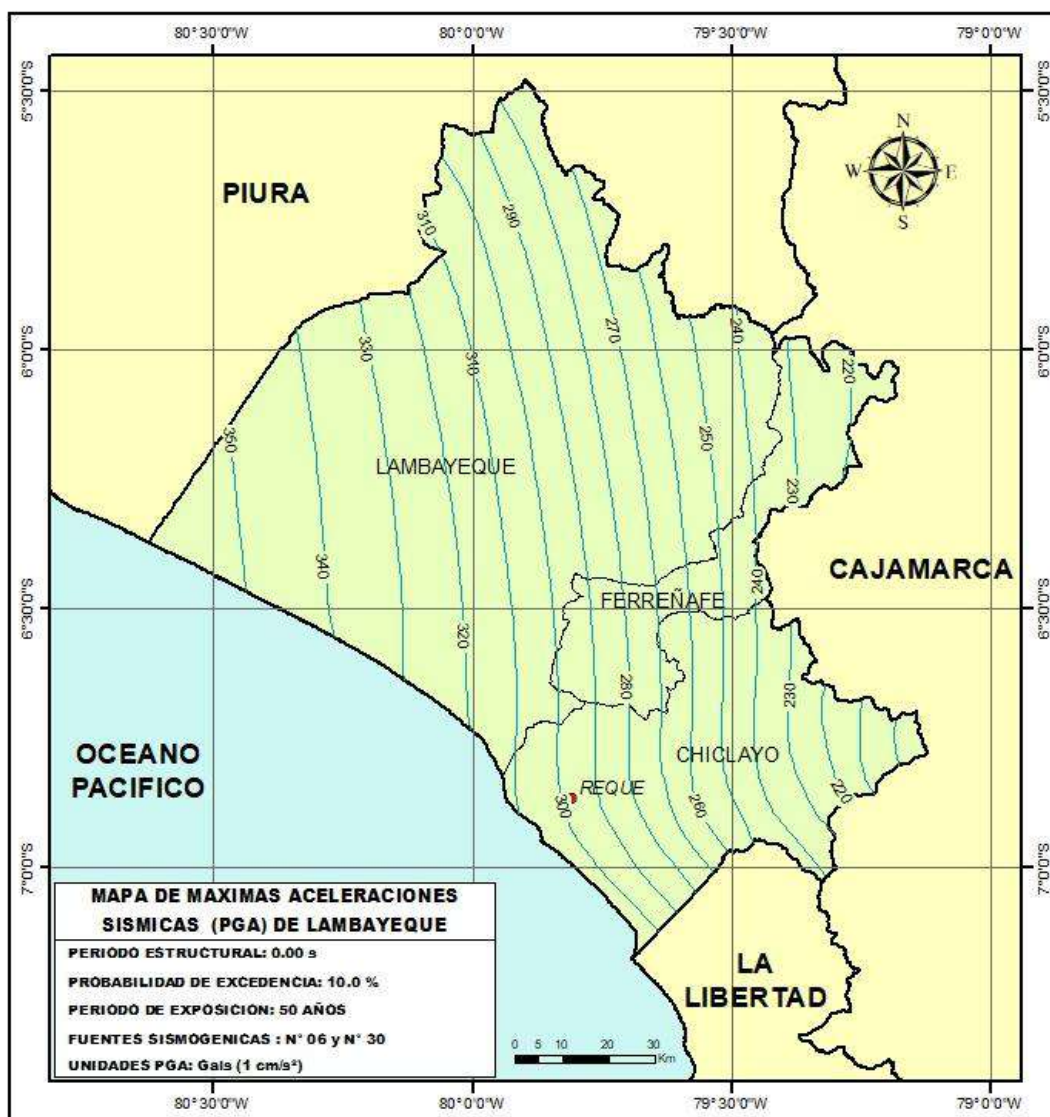 80°30'0"W
80°0'0"W
79°30'0"W
79°0'0"W
5°30'0"S
5°30'0"S
N
W E
S
PIURA
290
310
270
240
6°0'0"S
6°0'0"S
330
310
220
350
LAMBAYEQUE
250
230
340
CAJAMARCA
240
FERREÑAFE
6°30'0"S
6°30'0"S
320
280
230
OCEANO
PACIFICO
CHICLAYO
REQUE
300
260
220
7°0'0"S
7°0'0"S
MAPA DE MAXIMAS ACELERACIONES
SISMICAS (PGA) DE LAMBAYEQUE
PERIODO ESTRUCTURAL: 0.00 s
PROBABILIDAD DE EXCEDENCIA: 10.0 %
PERIODO DE EXPOSICIÓN: 50 AÑOS
FUENTES SISMOGENICAS : N° 06 y N° 30
UNIDADES PGA: Gals (1 cm/s²)
LA
LIBERTAD
0 5 10 20 30
Km
80°30'0"W
80°0'0"W
79°30'0"W
79°0'0"W